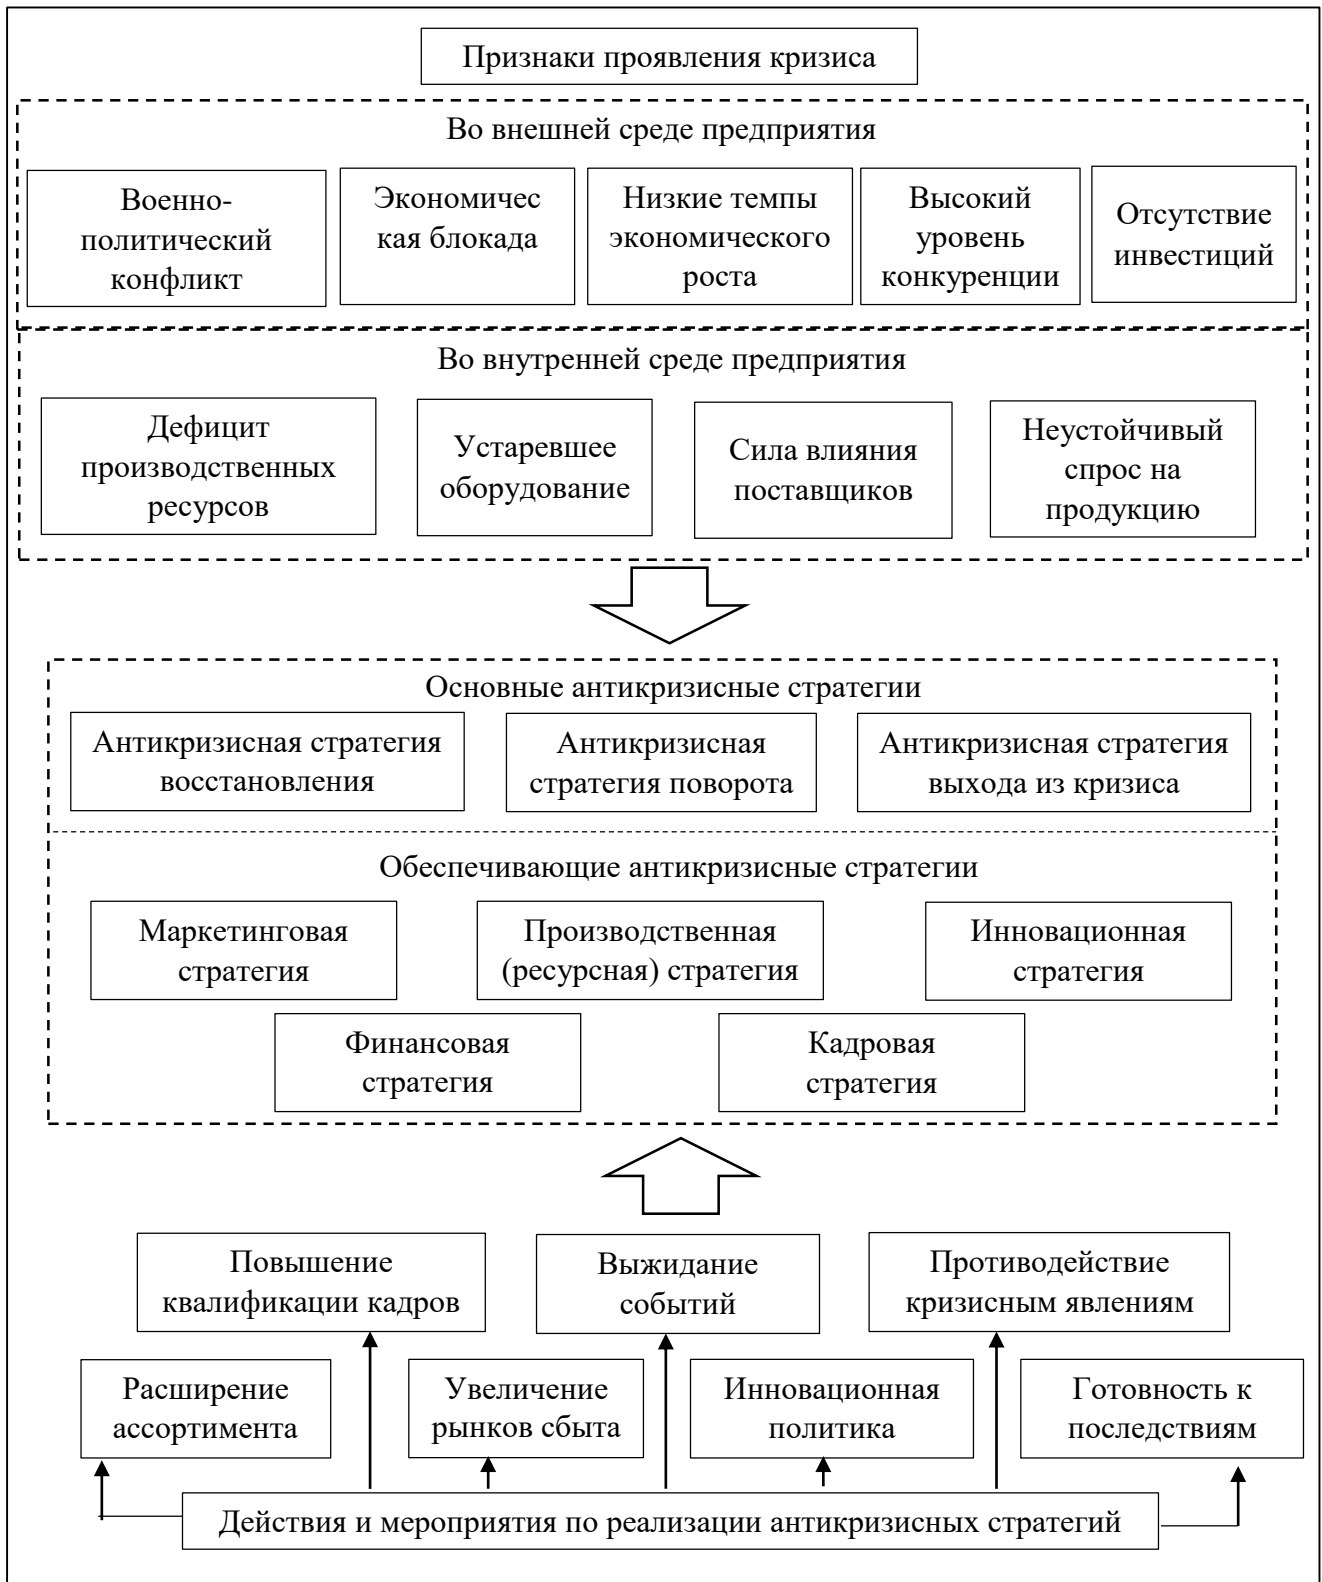 Признаки проявления кризиса
Во внешней среде предприятия
Военно-
политический
конфликт
Экономичес
кая блокада
Низкие темпы
экономического
роста
Высокий
уровень
конкуренции
Отсутствие
инвестиций
Во внутренней среде предприятия
Дефицит
производственных
ресурсов
Устаревшее
оборудование
Сила влияния
поставщиков
Неустойчивый
спрос на
продукцию
Основные антикризисные стратегии
Антикризисная стратегия
восстановления
Антикризисная
стратегия поворота
Антикризисная стратегия
выхода из кризиса
Обеспечивающие антикризисные стратегии
Маркетинговая
стратегия
Производственная
(ресурсная) стратегия
Инновационная
стратегия
Финансовая
стратегия
Кадровая
стратегия
Повышение
квалификации кадров
Выжидание
событий
Противодействие
кризисным явлениям
Расширение
ассортимента
Увеличение
рынков сбыта
Инновационная
политика
Готовность к
последствиям
Действия и мероприятия по реализации антикризисных стратегий